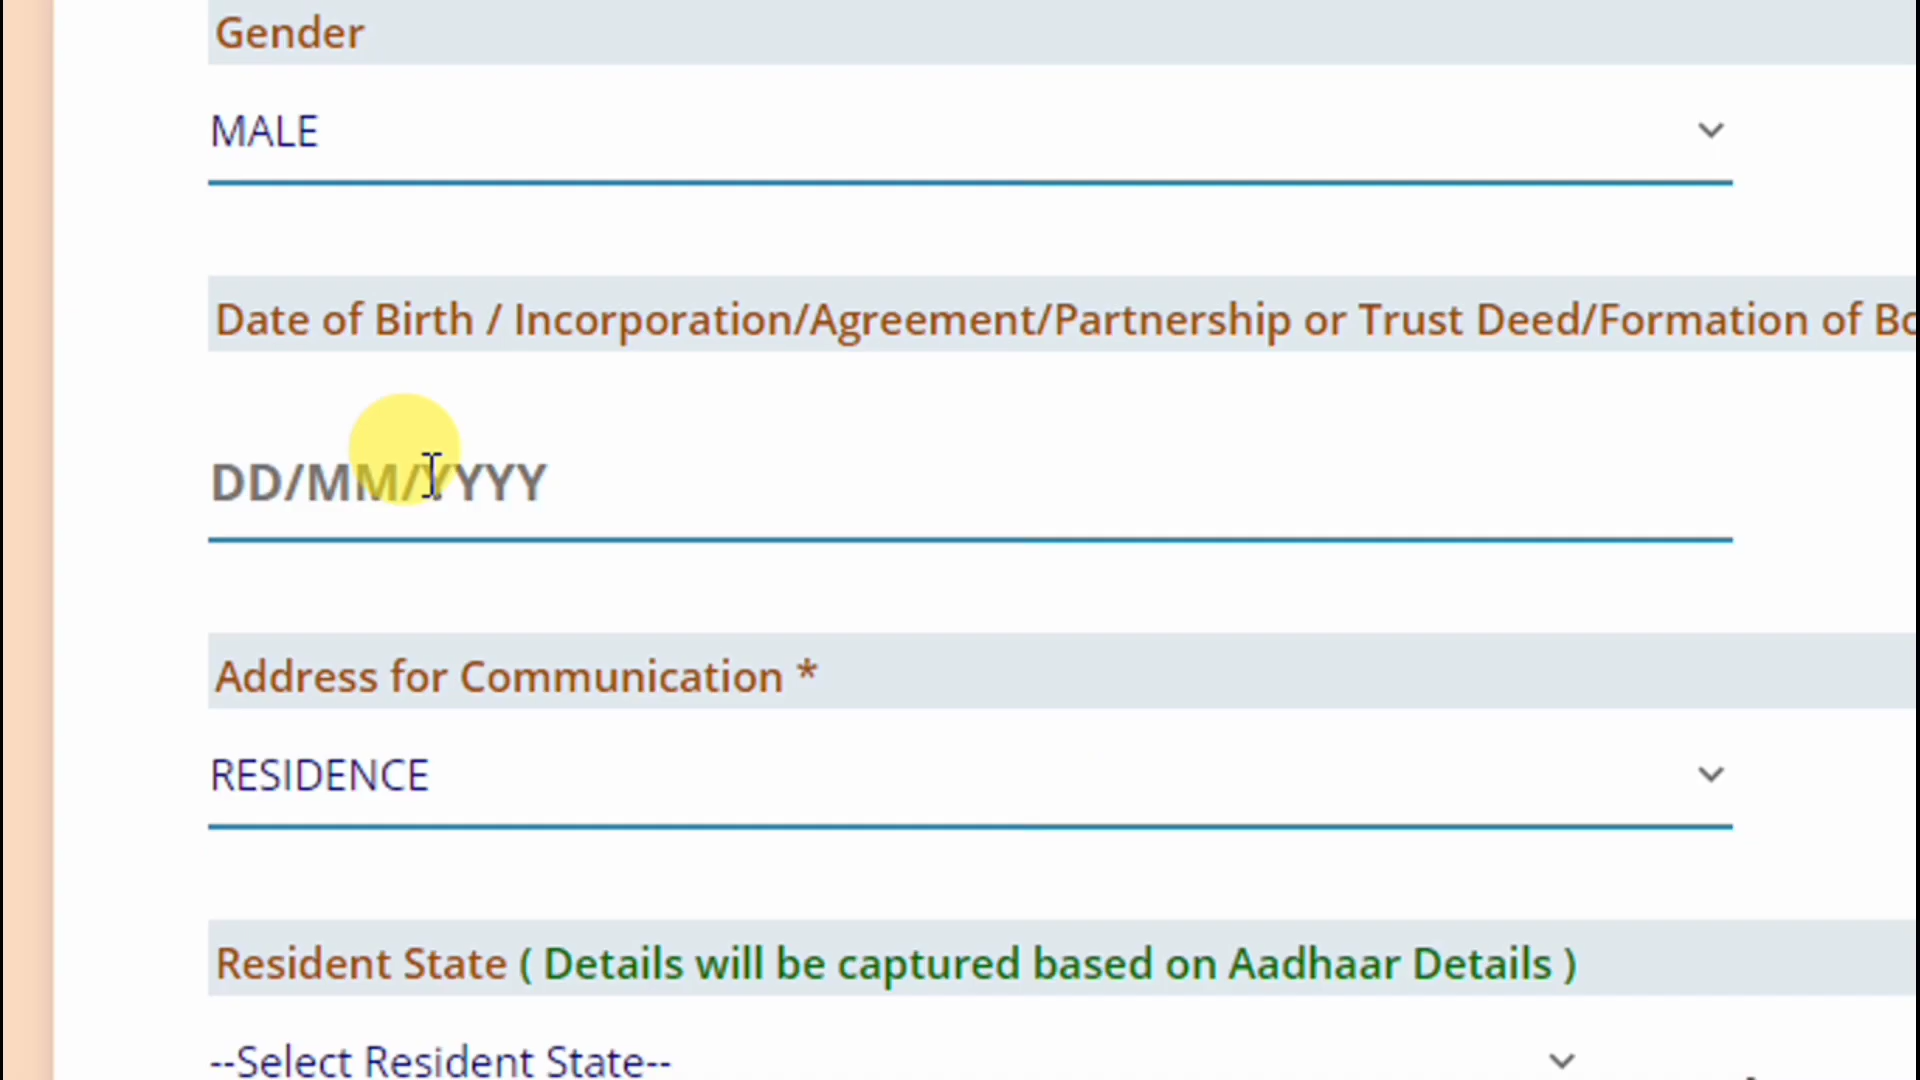 Gender
MALE
Date of Birth / Incorporation/Agreement/Partnership or Trust Deed/Formation of
DD/MM/YYYY
Address for Communication *
RESIDENCE
Resident State ( Details will be captured based on Aadhaar Details )
--Select Resident State--